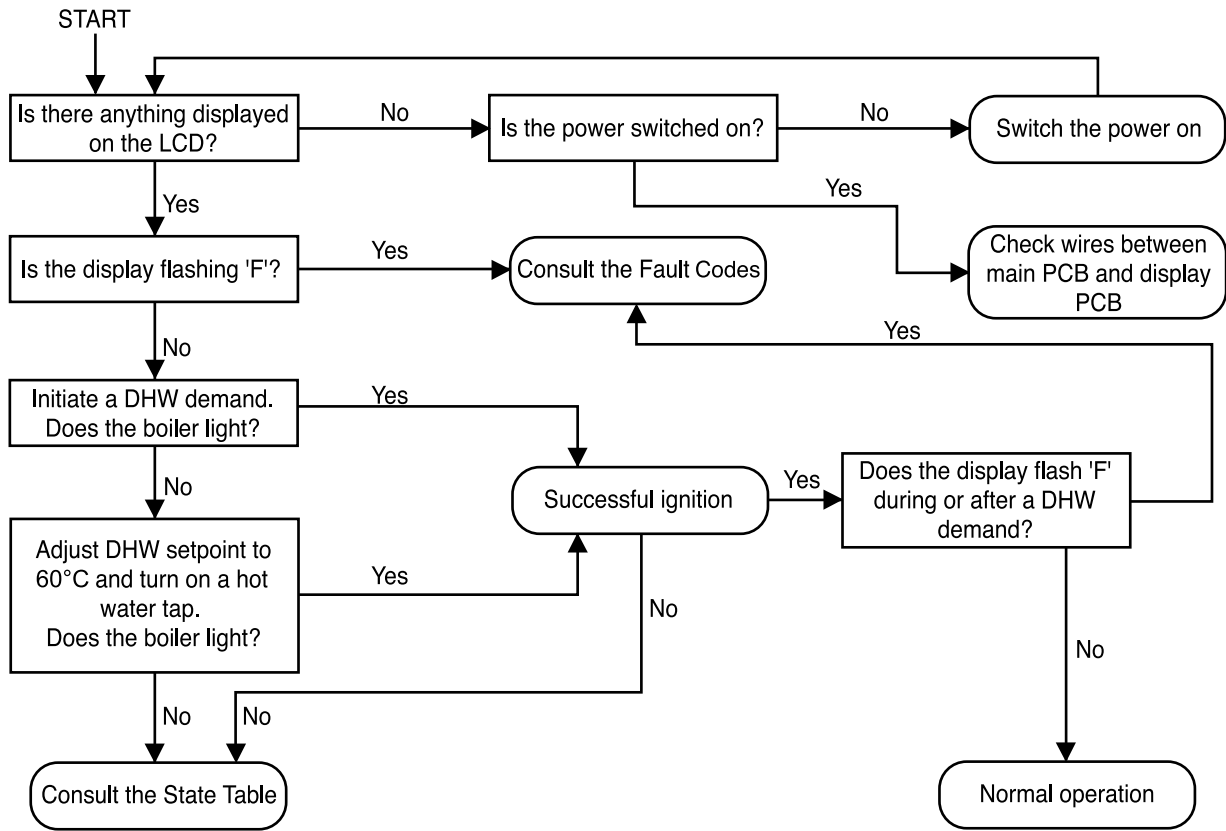 START
Is there anything displayed
on the LCD?
No
Is the power switched on?
No
Switch the power on
Yes
Yes
Is the display flashing 'F'?
Yes
Consult the Fault Codes
Check wires between
main PCB and display
PCB
No
Yes
Initiate a DHW demand.
Does the boiler light?
Yes
No
Successful ignition
Yes
Does the display flash 'F'
during or after a DHW
demand?
Adjust DHW setpoint to
60°C and turn on a hot
water tap.
Does the boiler light?
Yes
No
No
No
No
Consult the State Table
Normal operation